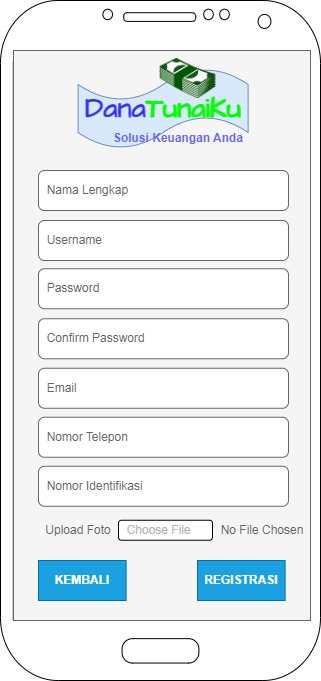 DanaTunaiKu
Solusi Keuangan Anda
Nama Lengkap
Username
Password
Confirm Password
Email
Nomor Telepon
Nomor Identifikasi
Upload Foto Choose File No File Chosen
KEMBALI REGISTRASI